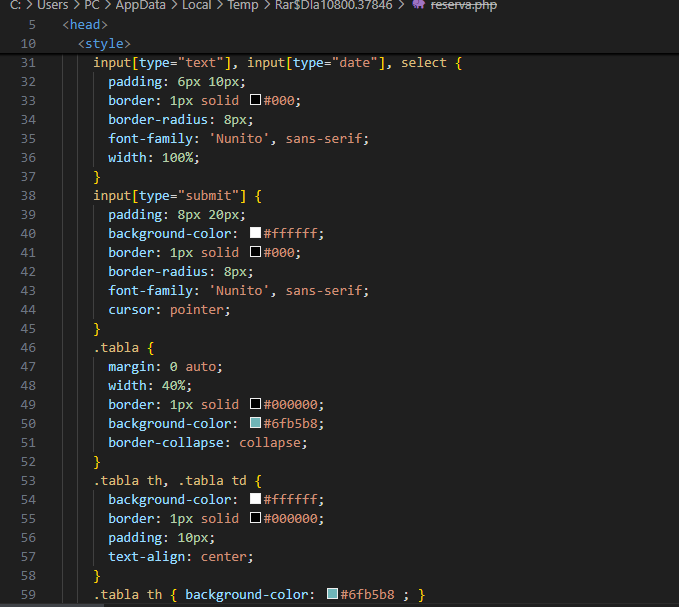 C: > Users > PC > AppData > Local > Temp > Rar$DIa10800.37846 > reserva.php
5 <head>
10 <style>
31 input[type="text"], input[type="date"], select {
32 padding: 6px 10px;
33 border: 1px solid #000;
34 border-radius: 8px;
35 font-family: 'Nunito', sans-serif;
36 width: 100%;
37 }
38 input[type="submit"] {
39 padding: 8px 20px;
40 background-color: #ffffff;
41 border: 1px solid #000;
42 border-radius: 8px;
43 font-family: 'Nunito', sans-serif;
44 cursor: pointer;
45 }
46 .tabla {
47 margin: 0 auto;
48 width: 40%;
49 border: 1px solid #000000;
50 background-color: #6fb5b8;
51 border-collapse: collapse;
52 }
53 .tabla th, .tabla td {
54 background-color: #ffffff;
55 border: 1px solid #000000;
56 padding: 10px;
57 text-align: center;
58 }
59 .tabla th { background-color: #6fb5b8 ; }